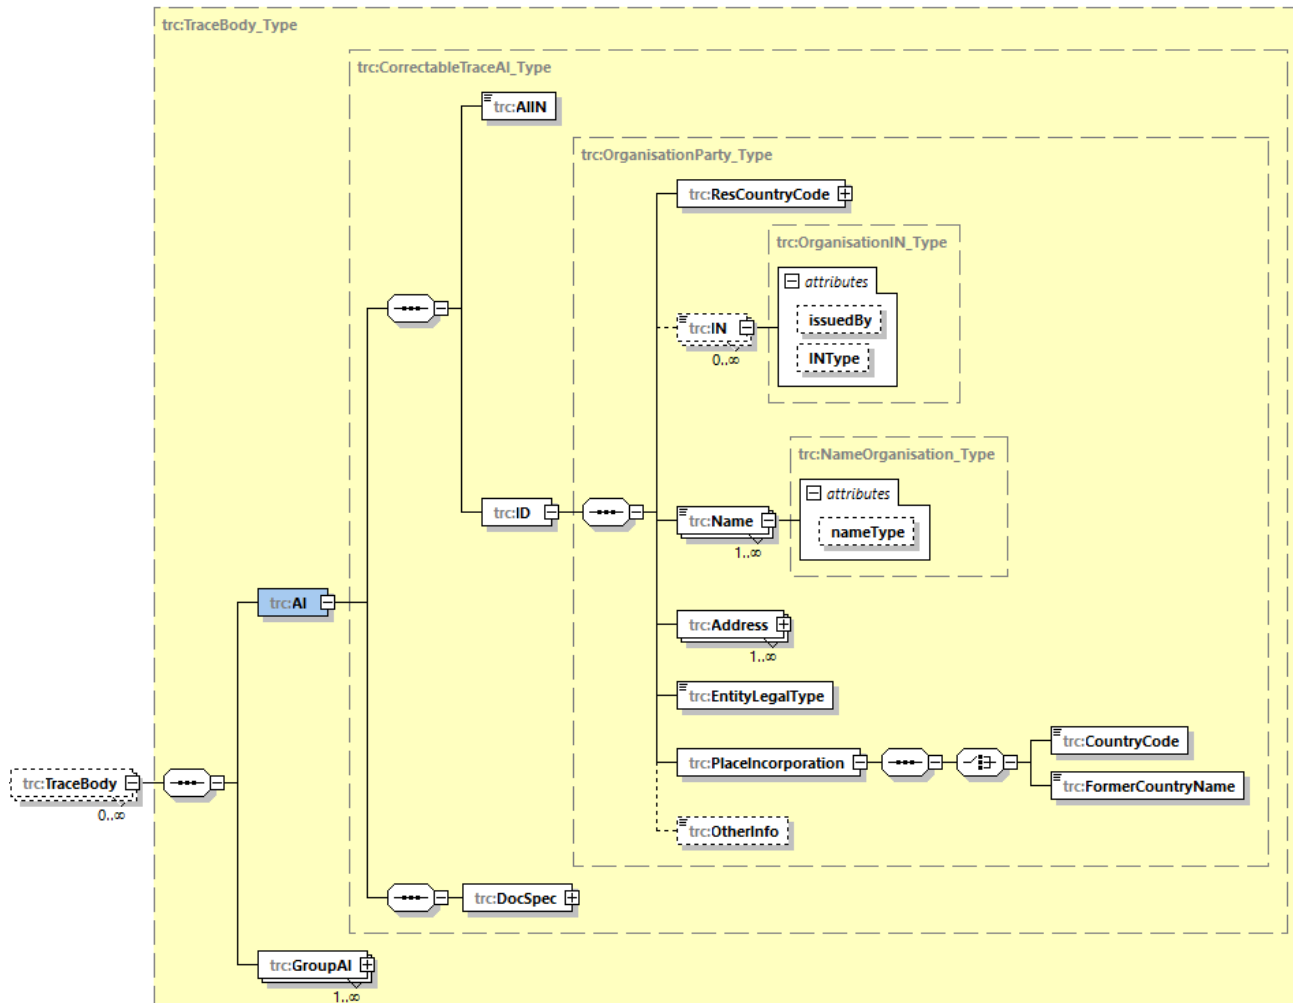 trc:TraceBody_Type
trc:CorrectableTraceAI_Type
trc:AIIN
trc:OrganisationParty_Type
trc:ResCountryCode
trc:OrganisationIN_Type
attributes
issuedBy
trc:IN
0..∞
INType
trc:NameOrganisation_Type
attributes
trc:ID
trc:Name
1..∞
nameType
trc:AI
trc:Address
1..∞
trc:EntityLegalType
trc:CountryCode
trc:PlaceIncorporation
trc:FormerCountryName
trc:TraceBody
0..∞
trc:OtherInfo
trc:DocSpec
trc:GroupAI
1..∞